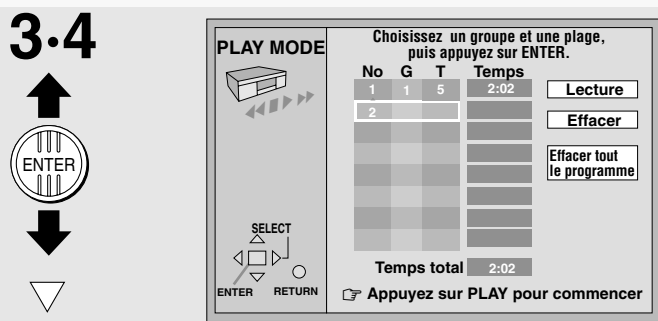 3·4
ENTER
PLAY MODE
SELECT
ENTER RETURN
Choisissez un groupe et une plage,
puis appuyez sur ENTER.
No G T Temps
1 1 5 2:02
2
Lecture
Effacer
Effacer tout
le programme
Temps total 2:02
☞ Appuyez sur PLAY pour commencer